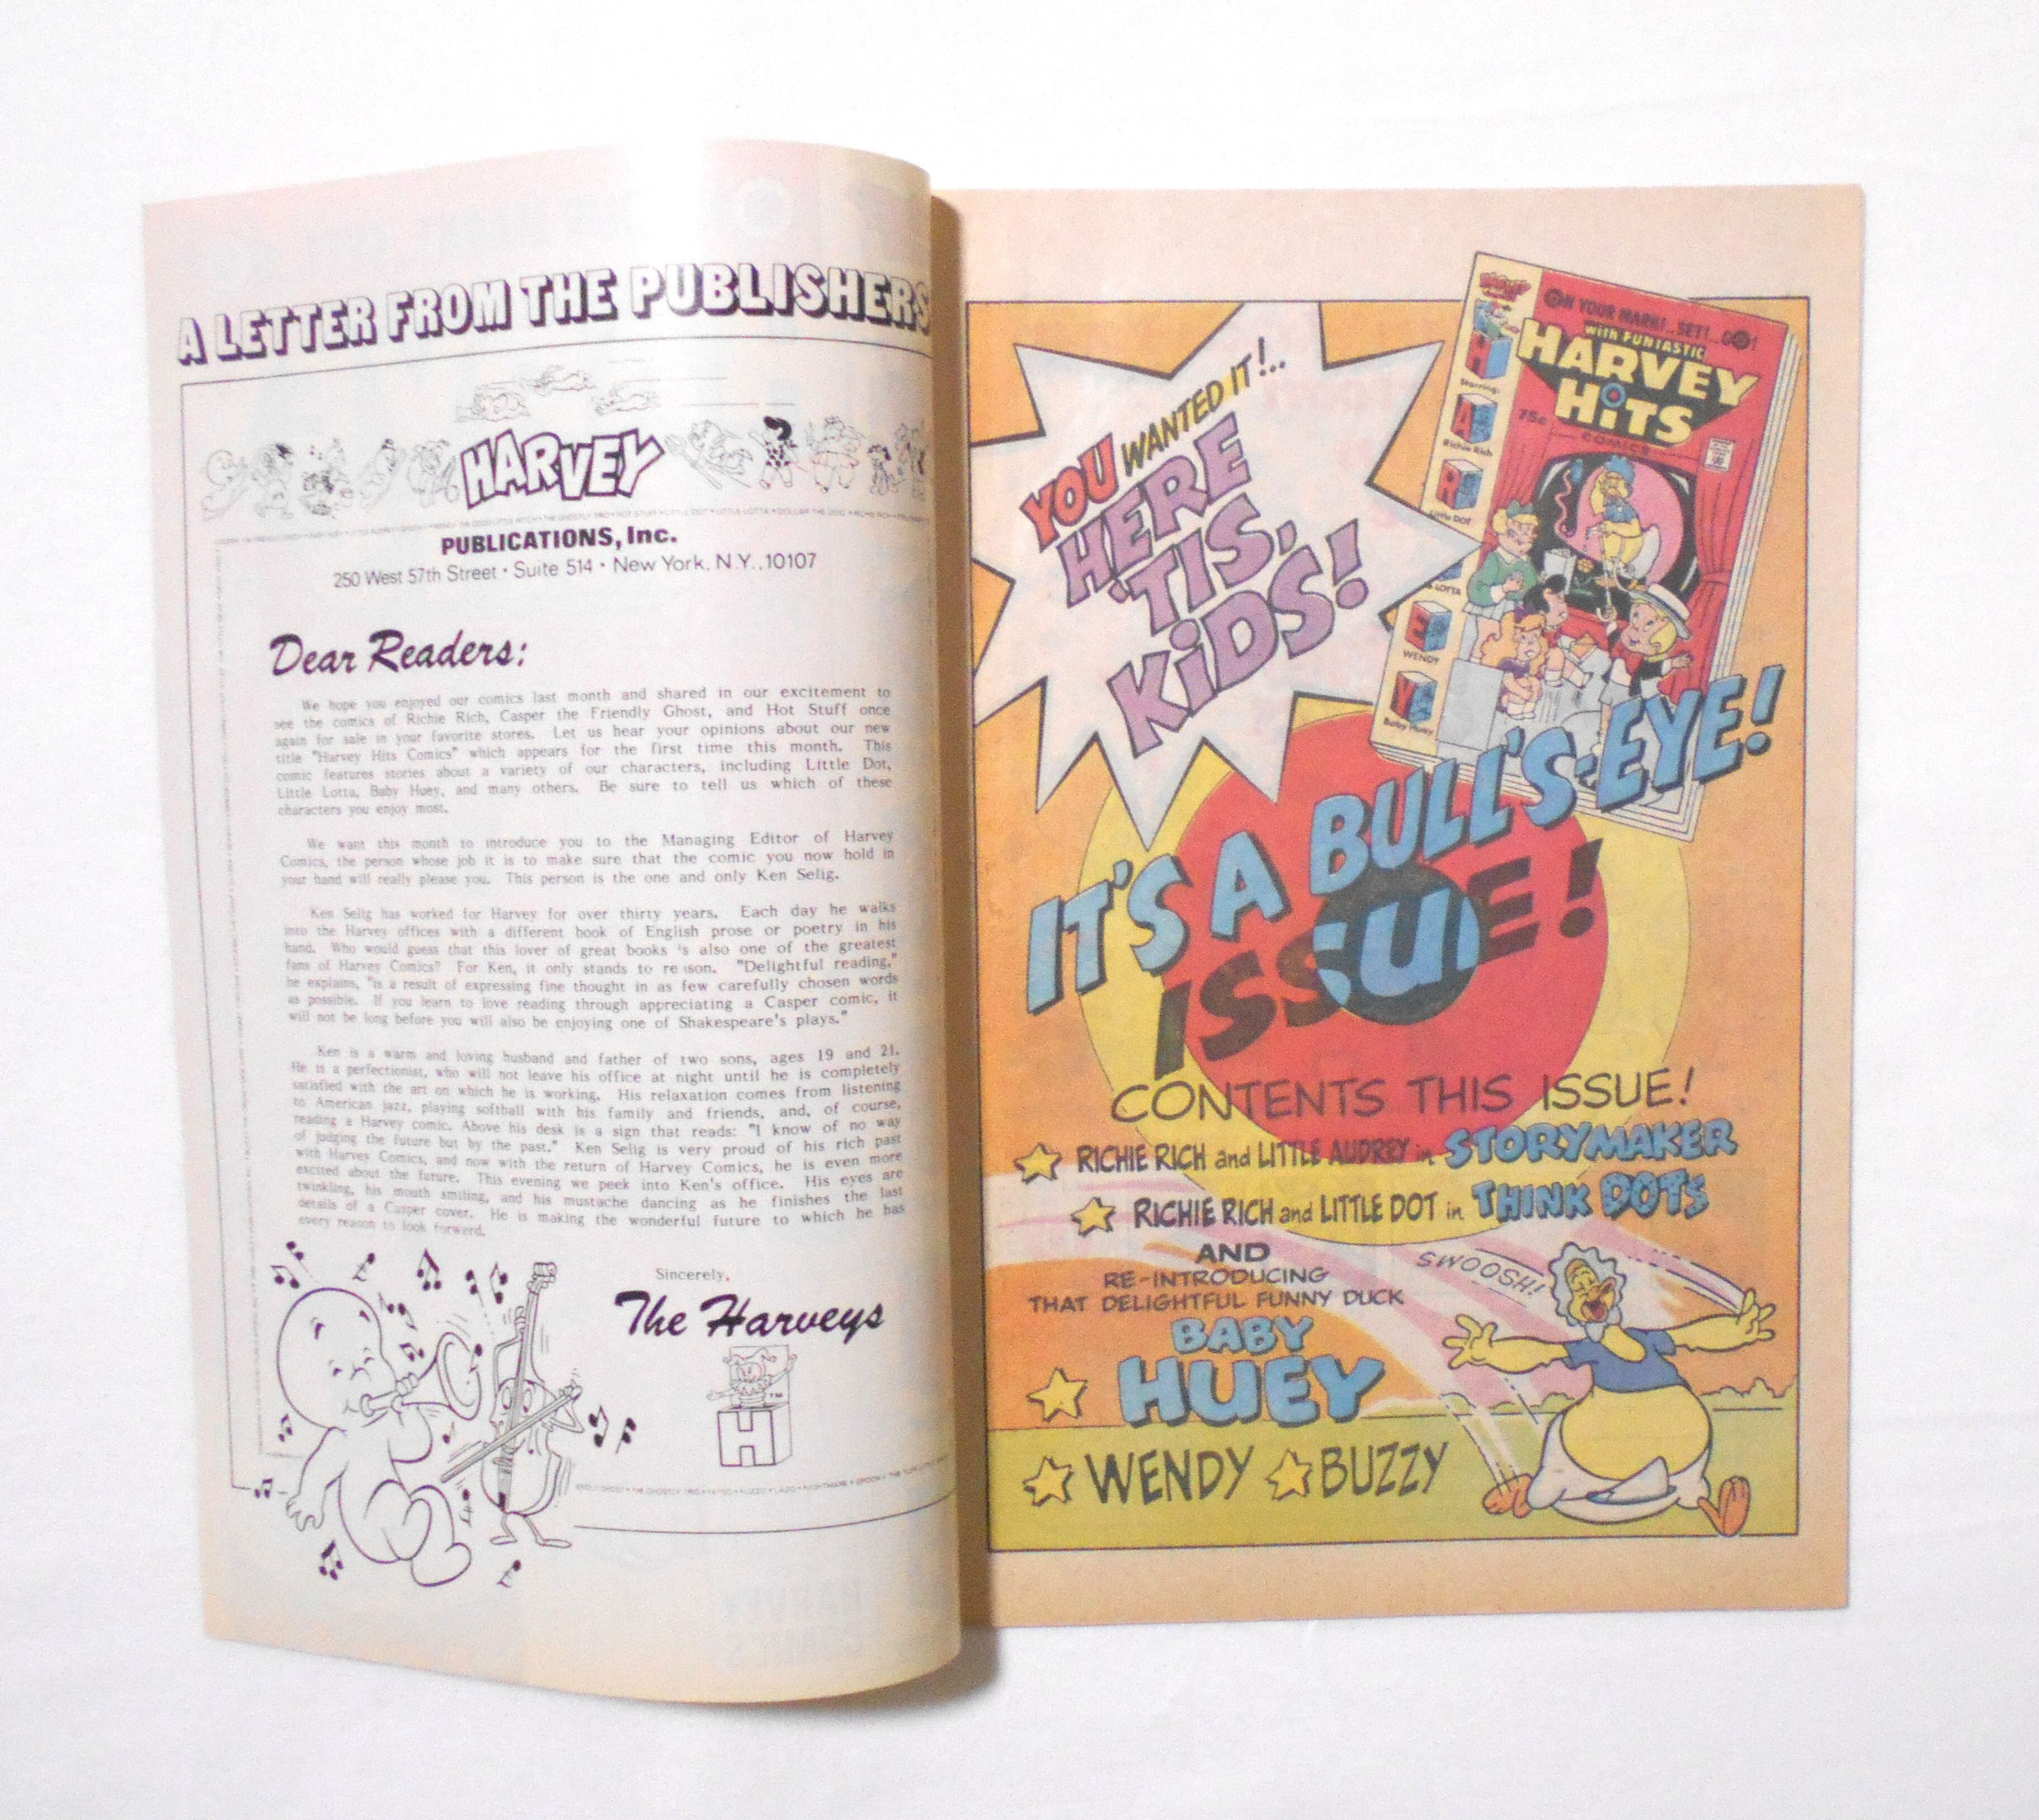 A LETTER FROM THE PUBLISHERS
HARVEY
PUBLICATIONS, Inc.
250 West 57th Street • Suite 514 • New York, N.Y., 10107
Dear Readers:
We hope you enjoyed our comics last month and shared in our excitement to
see the comics of Richie Rich, Casper the Friendly Ghost, and Hot Stuff once
again for sale in your favorite stores. Let us hear your opinions about our new
title "Harvey Hits Comics" which appears for the first time this month. This
comic features stories about a variety of our characters, including Little Dot,
Little Lotta, Baby Huey, and many others. Be sure to tell us which of these
characters you enjoy most.
We want this month to introduce you to the Managing Editor of Harvey
Comics, the person whose job it is to make sure that the comic you now hold in
your hand will really please you. This person is the one and only Ken Selig.
Ken Selig has worked for Harvey for over thirty years. Each day he walks
into the Harvey offices with a different book of English prose or poetry in his
hand. Who would guess that this lover of great books is also one of the greatest
fans of Harvey Comics? For Ken, it only stands to reason. "Delightful reading,"
he explains, "is a result of expressing fine thought in as few carefully chosen words
as possible. If you learn to love reading through appreciating a Casper comic, it
will not be long before you will also be enjoying one of Shakespeare's plays."
Ken is a warm and loving husband and father of two sons, ages 19 and 21.
He is a perfectionist, who will not leave his office at night until he is completely
satisfied with the art on which he is working. His relaxation comes from listening
to American jazz, playing softball with his family and friends, and, of course,
reading a Harvey comic. Above his desk is a sign that reads: "I know of no way
of judging the future but by the past." Ken Selig is very proud of his rich past
with Harvey Comics, and now with the return of Harvey Comics, he is even more
excited about the future. This evening we peek into Ken's office. His eyes are
twinkling, his mouth smiling, and his mustache dancing as he finishes the last
details of a Casper cover. He is making the wonderful future to which he has
every reason to look forward.
Sincerely,
The Harveys
TM
H
YOU WANTED IT!..
HERE
'TIS,
KiDS!
ON YOUR MARK!..SET!..GO!
with FUNTASTIC
HARVEY
HiTS
COMICS
75¢
H
Starring:
A
Richie Rich
R
Little DOT
LOTTA
E
WENDY
Y
Baby Huey
IT'S A BULL'S-EYE!
ISSUE!
CONTENTS THIS ISSUE!
RICHIE RICH and LITTLE AUDREY in STORYMAKER
RICHIE RICH and LITTLE DOT in THINK DOTS
AND
RE-INTRODUCING
THAT DELIGHTFUL FUNNY DUCK
BABY
HUEY
SWOOSH!
WENDY BUZZY